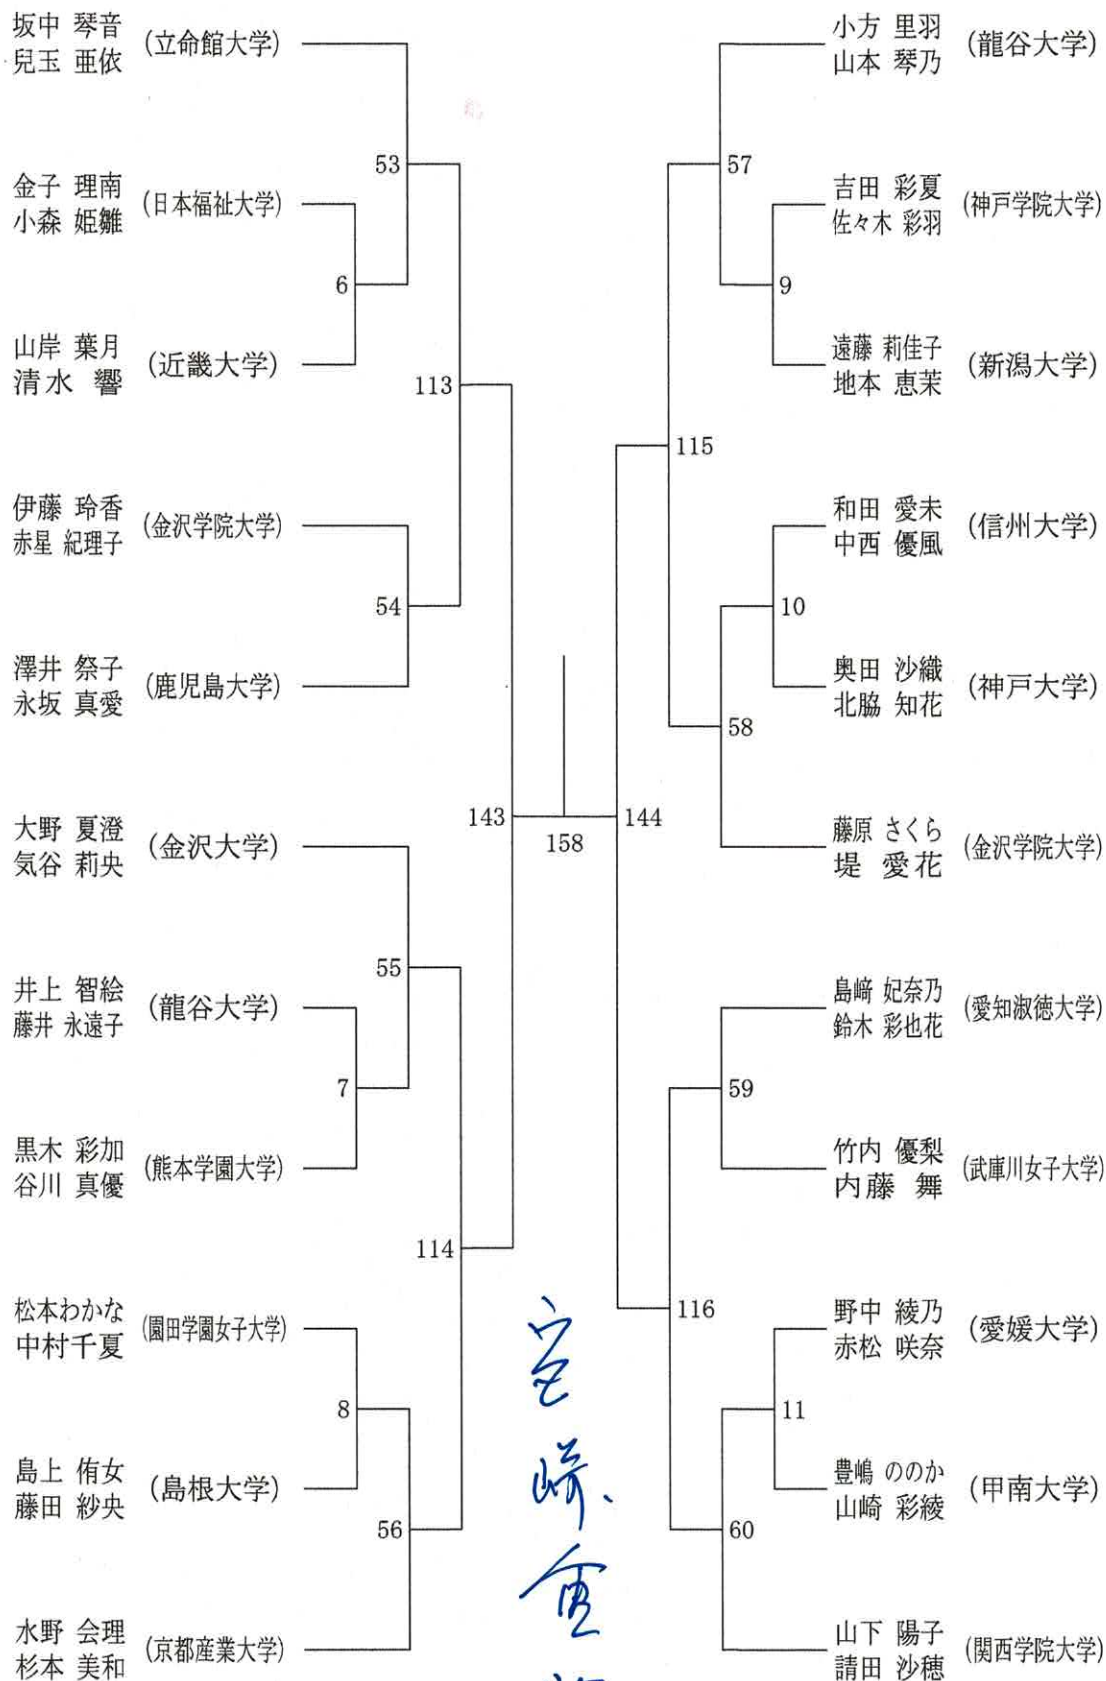 坂中 琴音
兒玉 亜依
(立命館大学)
53
金子 理南
小森 姫雛
(日本福祉大学)
6
山岸 葉月
清水 響
(近畿大学)
113
伊藤 玲香
赤星 紀理子
(金沢学院大学)
54
澤井 祭子
永坂 真愛
(鹿児島大学)
143
大野 夏澄
気谷 莉央
(金沢大学)
55
井上 智絵
藤井 永遠子
(龍谷大学)
7
黒木 彩加
谷川 真優
(熊本学園大学)
114
松本わかな
中村千夏
(園田学園女子大学)
8
島上 侑女
藤田 紗央
(島根大学)
56
水野 会理
杉本 美和
(京都産業大学)
158
小方 里羽
山本 琴乃
(龍谷大学)
57
吉田 彩夏
佐々木 彩羽
(神戸学院大学)
9
遠藤 莉佳子
地本 恵茉
(新潟大学)
115
和田 愛未
中西 優風
(信州大学)
10
奥田 沙織
北脇 知花
(神戸大学)
58
144
藤原 さくら
堤 愛花
(金沢学院大学)
島﨑 妃奈乃
鈴木 彩也花
(愛知淑徳大学)
59
竹内 優梨
内藤 舞
(武庫川女子大学)
116
野中 綾乃
赤松 咲奈
(愛媛大学)
11
豊嶋 ののか
山崎 彩綾
(甲南大学)
60
山下 陽子
請田 沙穂
(関西学院大学)